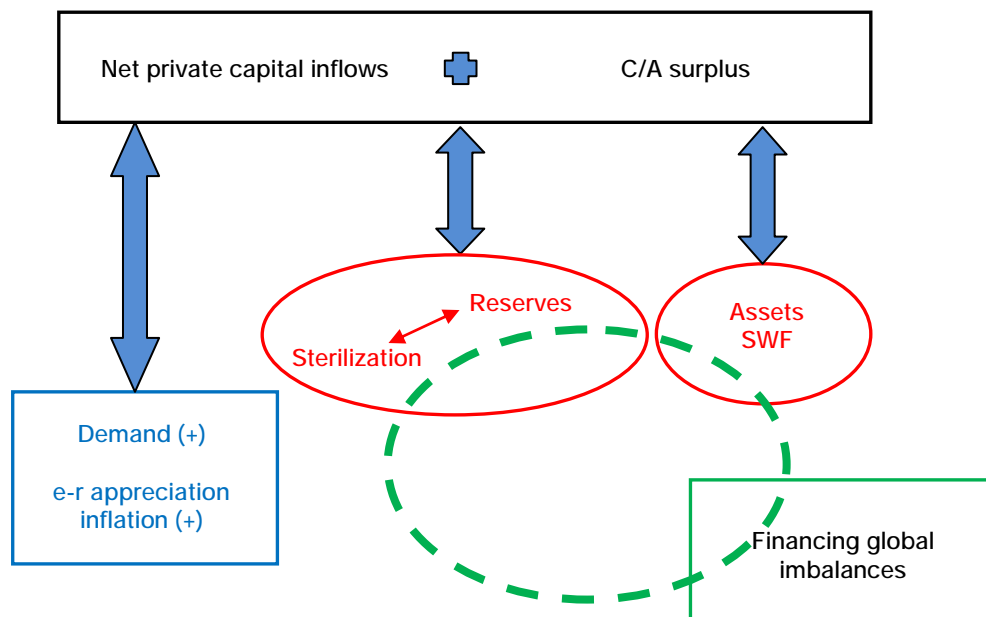 Net private capital inflows
C/A surplus
Reserves
Sterilization
Assets
SWF
Demand (+)
e-r appreciation
inflation (+)
Financing global
imbalances